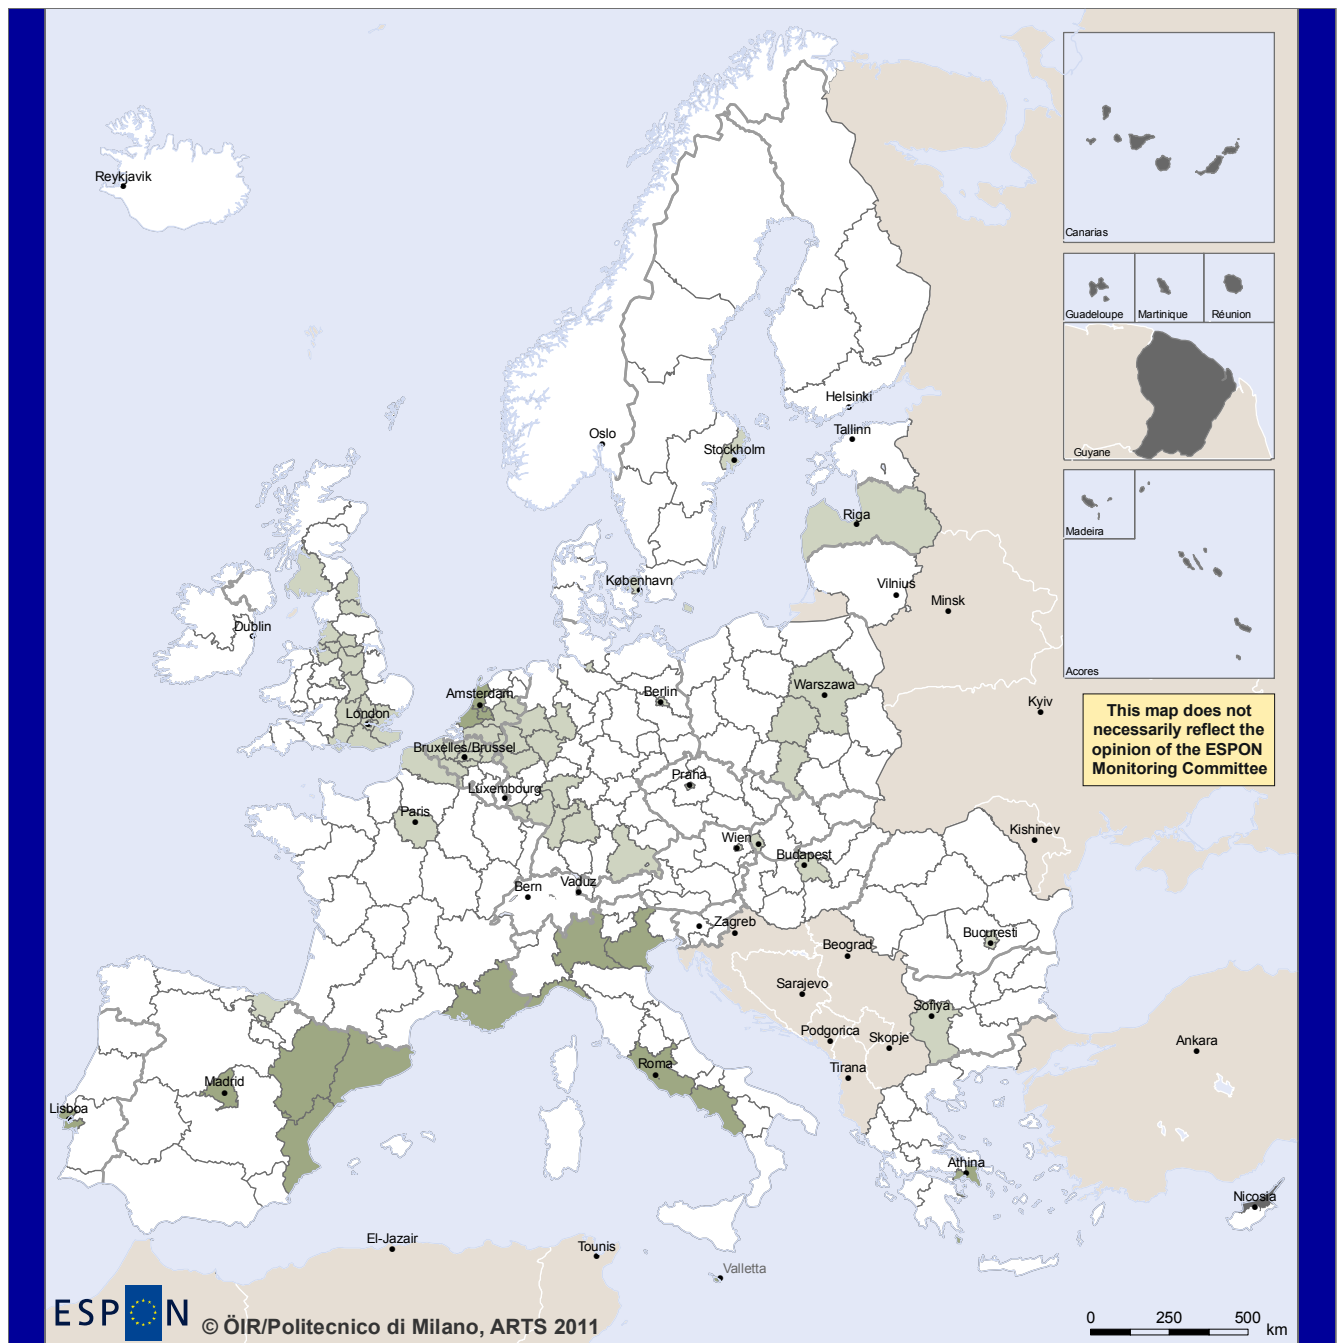 Reykjavik
Canarias
Guadeloupe
Martinique
Réunion
Guyane
Helsinki
Tallinn
Oslo
Stockholm
Madeira
Riga
København
Vilnius
Minsk
Dublin
Acores
Amsterdam
Berlin
Warszawa
Kyiv
London
This map does not
necessarily reflect the
opinion of the ESPON
Monitoring Committee
Bruxelles/Brussel
Praha
Luxembourg
Paris
Kishinev
Wien
Budapest
Vaduz
Bern
Zagreb
Bucuresti
Beograd
Sarajevo
Sofiya
Podgorica
Skopje
Ankara
Tirana
Roma
Madrid
Lisboa
Athina
Nicosia
El-Jazair
Tounis
Valletta
ESPON
© ÖIR/Politecnico di Milano, ARTS 2011
0 250 500
km